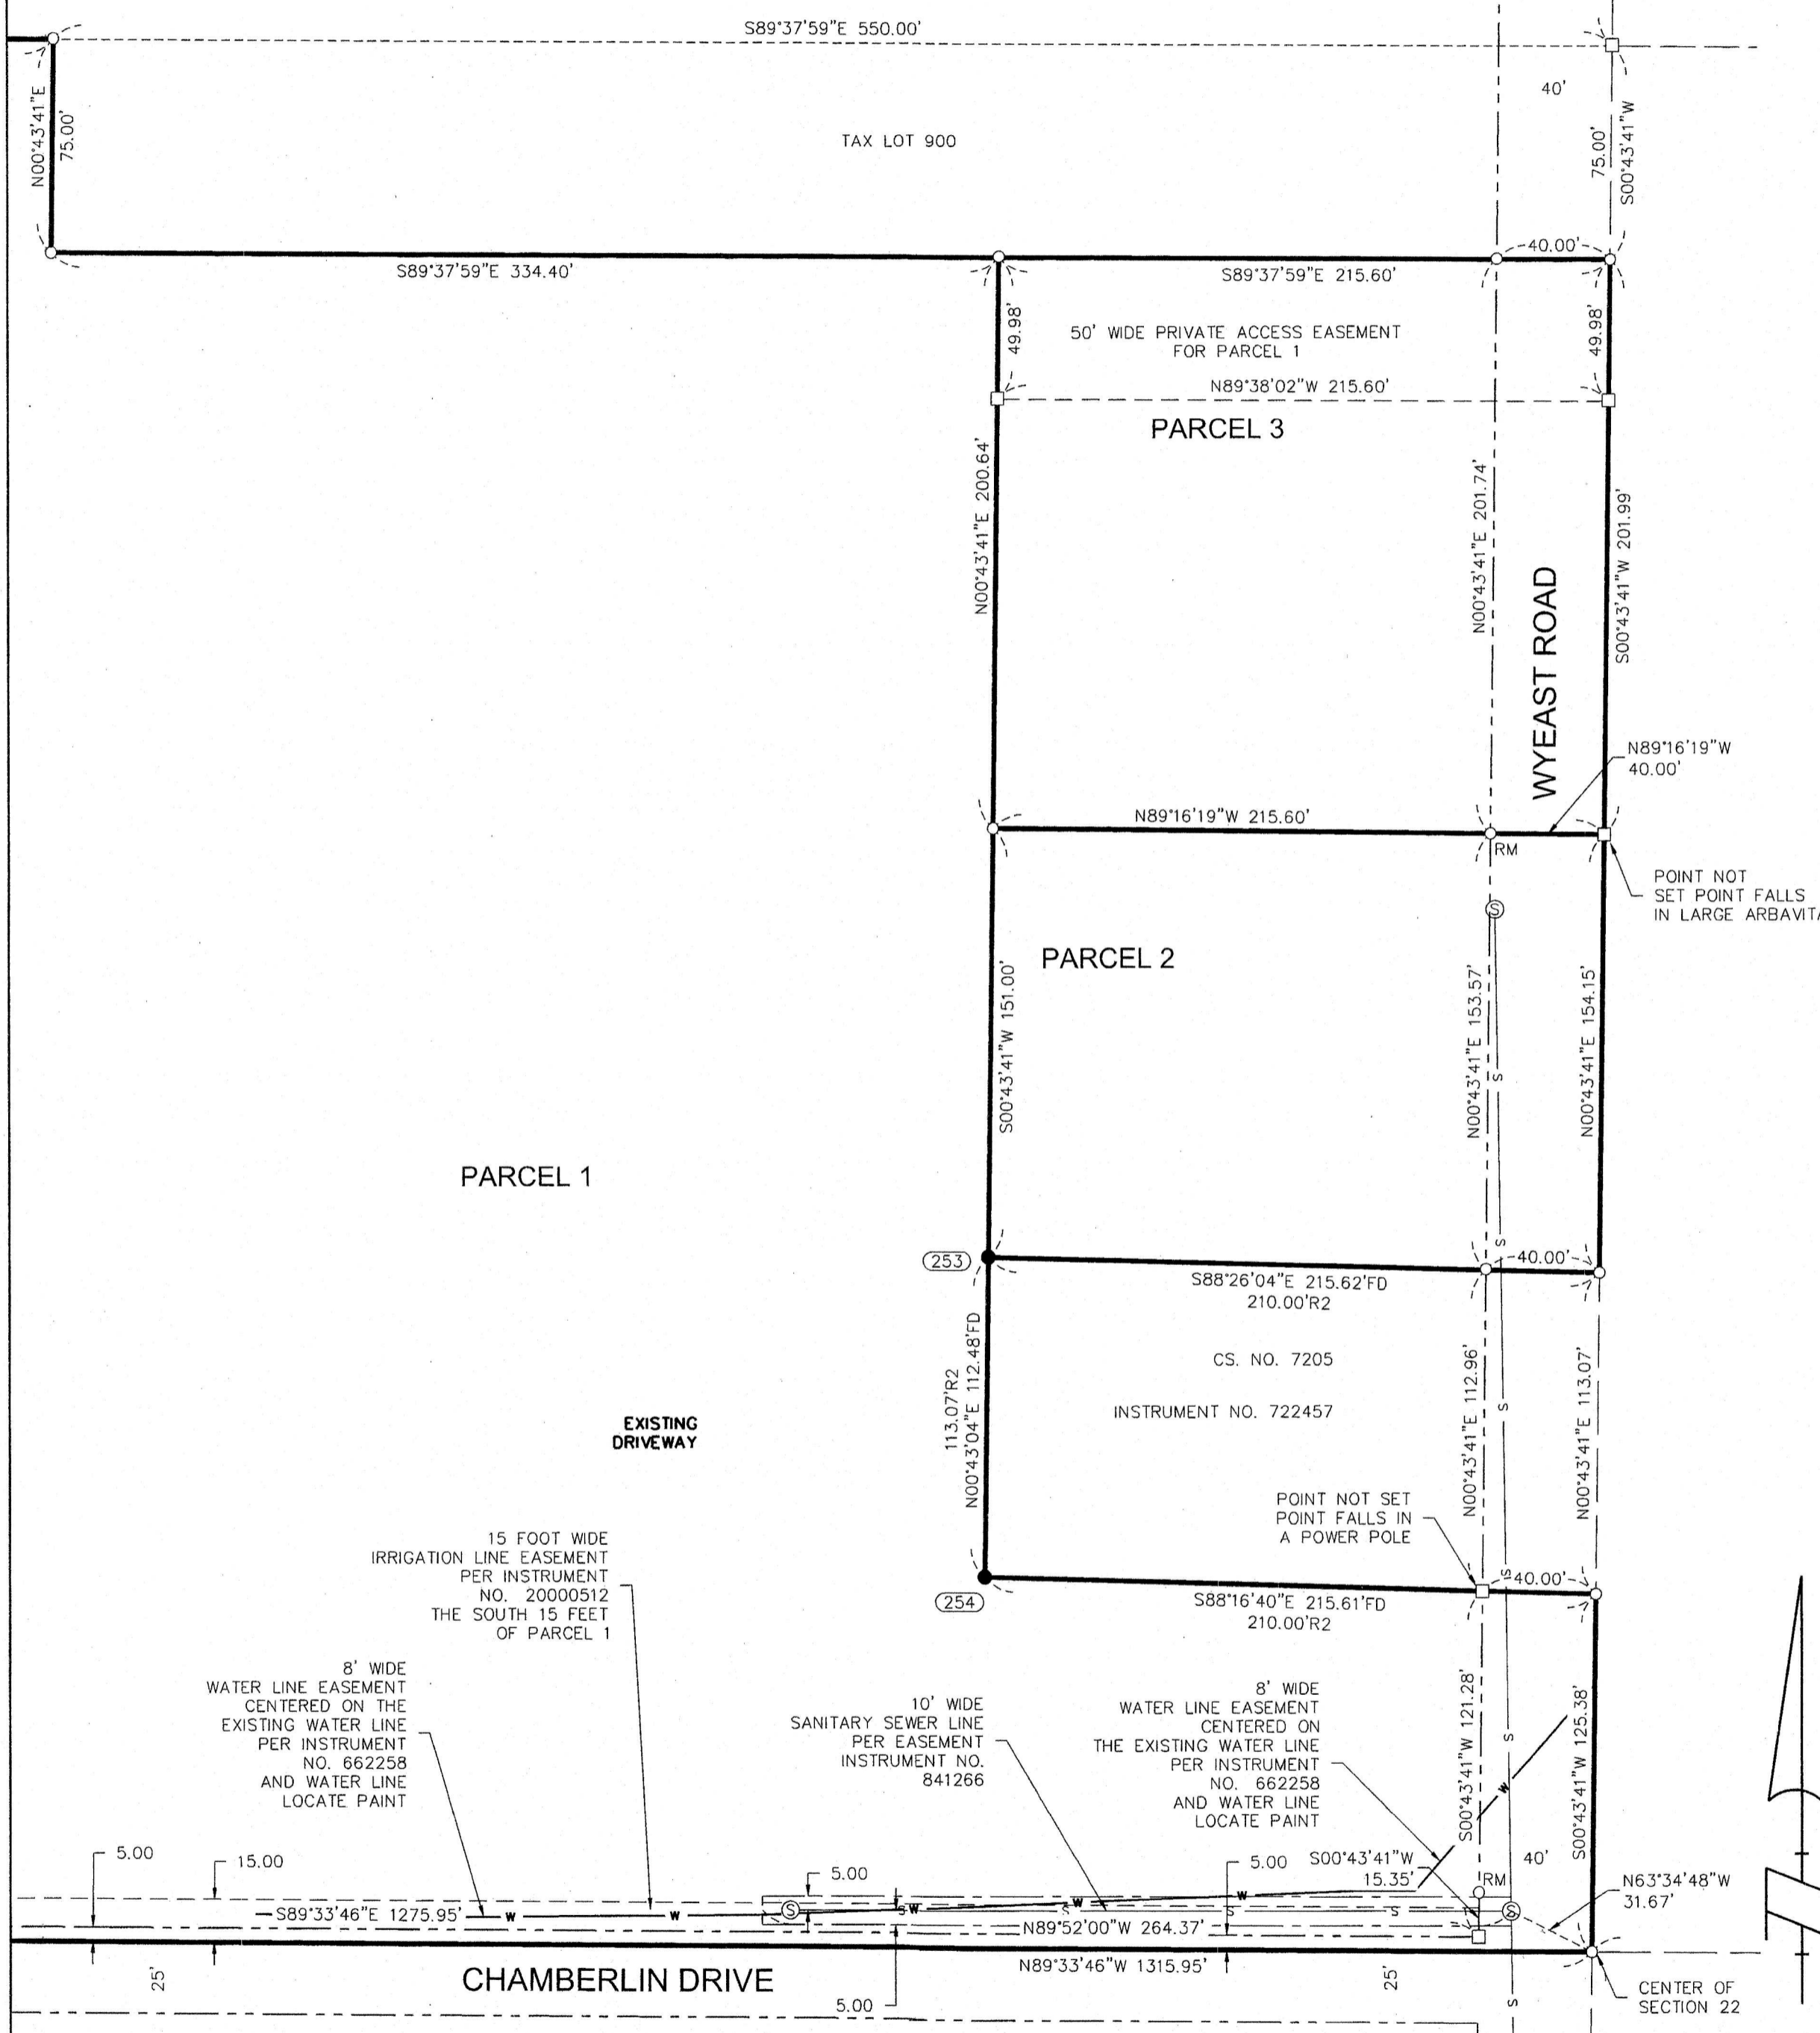 S89°37'59"E 550.00'
N00°43'41"E
75.00'
TAX LOT 900
40'
75.00'
S00°43'41"W
S89°37'59"E 334.40'
S89°37'59"E 215.60'
40.00'
49.98'
50' WIDE PRIVATE ACCESS EASEMENT
FOR PARCEL 1
49.98'
N89°38'02"W 215.60'
PARCEL 3
N00°43'41"E 200.64'
N00°43'41"E 201.74'
WYEAST ROAD
S00°43'41"W 201.99'
N89°16'19"W
40.00'
N89°16'19"W 215.60'
RM
POINT NOT
SET POINT FALLS
IN LARGE
S
PARCEL 2
S00°43'41"W 151.00'
N00°43'41"E 153.57'
S
N00°43'41"E 154.15'
PARCEL 1
S
253
40.00'
S88°26'04"E 215.62'FD
210.00'R2
113.07'R2
N00°43'04"E 112.48'FD
CS. NO. 7205
INSTRUMENT NO. 722457
N00°43'41"E 112.96'
S
N00°43'41"E 113.07'
EXISTING
DRIVEWAY
POINT NOT SET
POINT FALLS IN
A POWER POLE
S
40.00'
254
S88°16'40"E 215.61'FD
210.00'R2
15 FOOT WIDE
IRRIGATION LINE EASEMENT
PER INSTRUMENT
NO. 20000512
THE SOUTH 15 FEET
OF PARCEL 1
8' WIDE
WATER LINE EASEMENT
CENTERED ON THE
EXISTING WATER LINE
PER INSTRUMENT
NO. 662258
AND WATER LINE
LOCATE PAINT
10' WIDE
SANITARY SEWER LINE
PER EASEMENT
INSTRUMENT NO.
841266
8' WIDE
WATER LINE EASEMENT
CENTERED ON
THE EXISTING WATER LINE
PER INSTRUMENT
NO. 662258
AND WATER LINE
LOCATE PAINT
S00°43'41"W 121.28'
S
W
S00°43'41"W 125.38'
5.00
15.00
5.00
5.00
S00°43'41"W
15.35'
40'
RM
N63°34'48"W
31.67'
S89°33'46"E 1275.95'
W
W
S
S
W
S
W
S
W
S
S
N89°52'00"W 264.37'
N89°33'46"W 1315.95'
25'
CHAMBERLIN DRIVE
5.00
25'
S
CENTER OF
SECTION 22